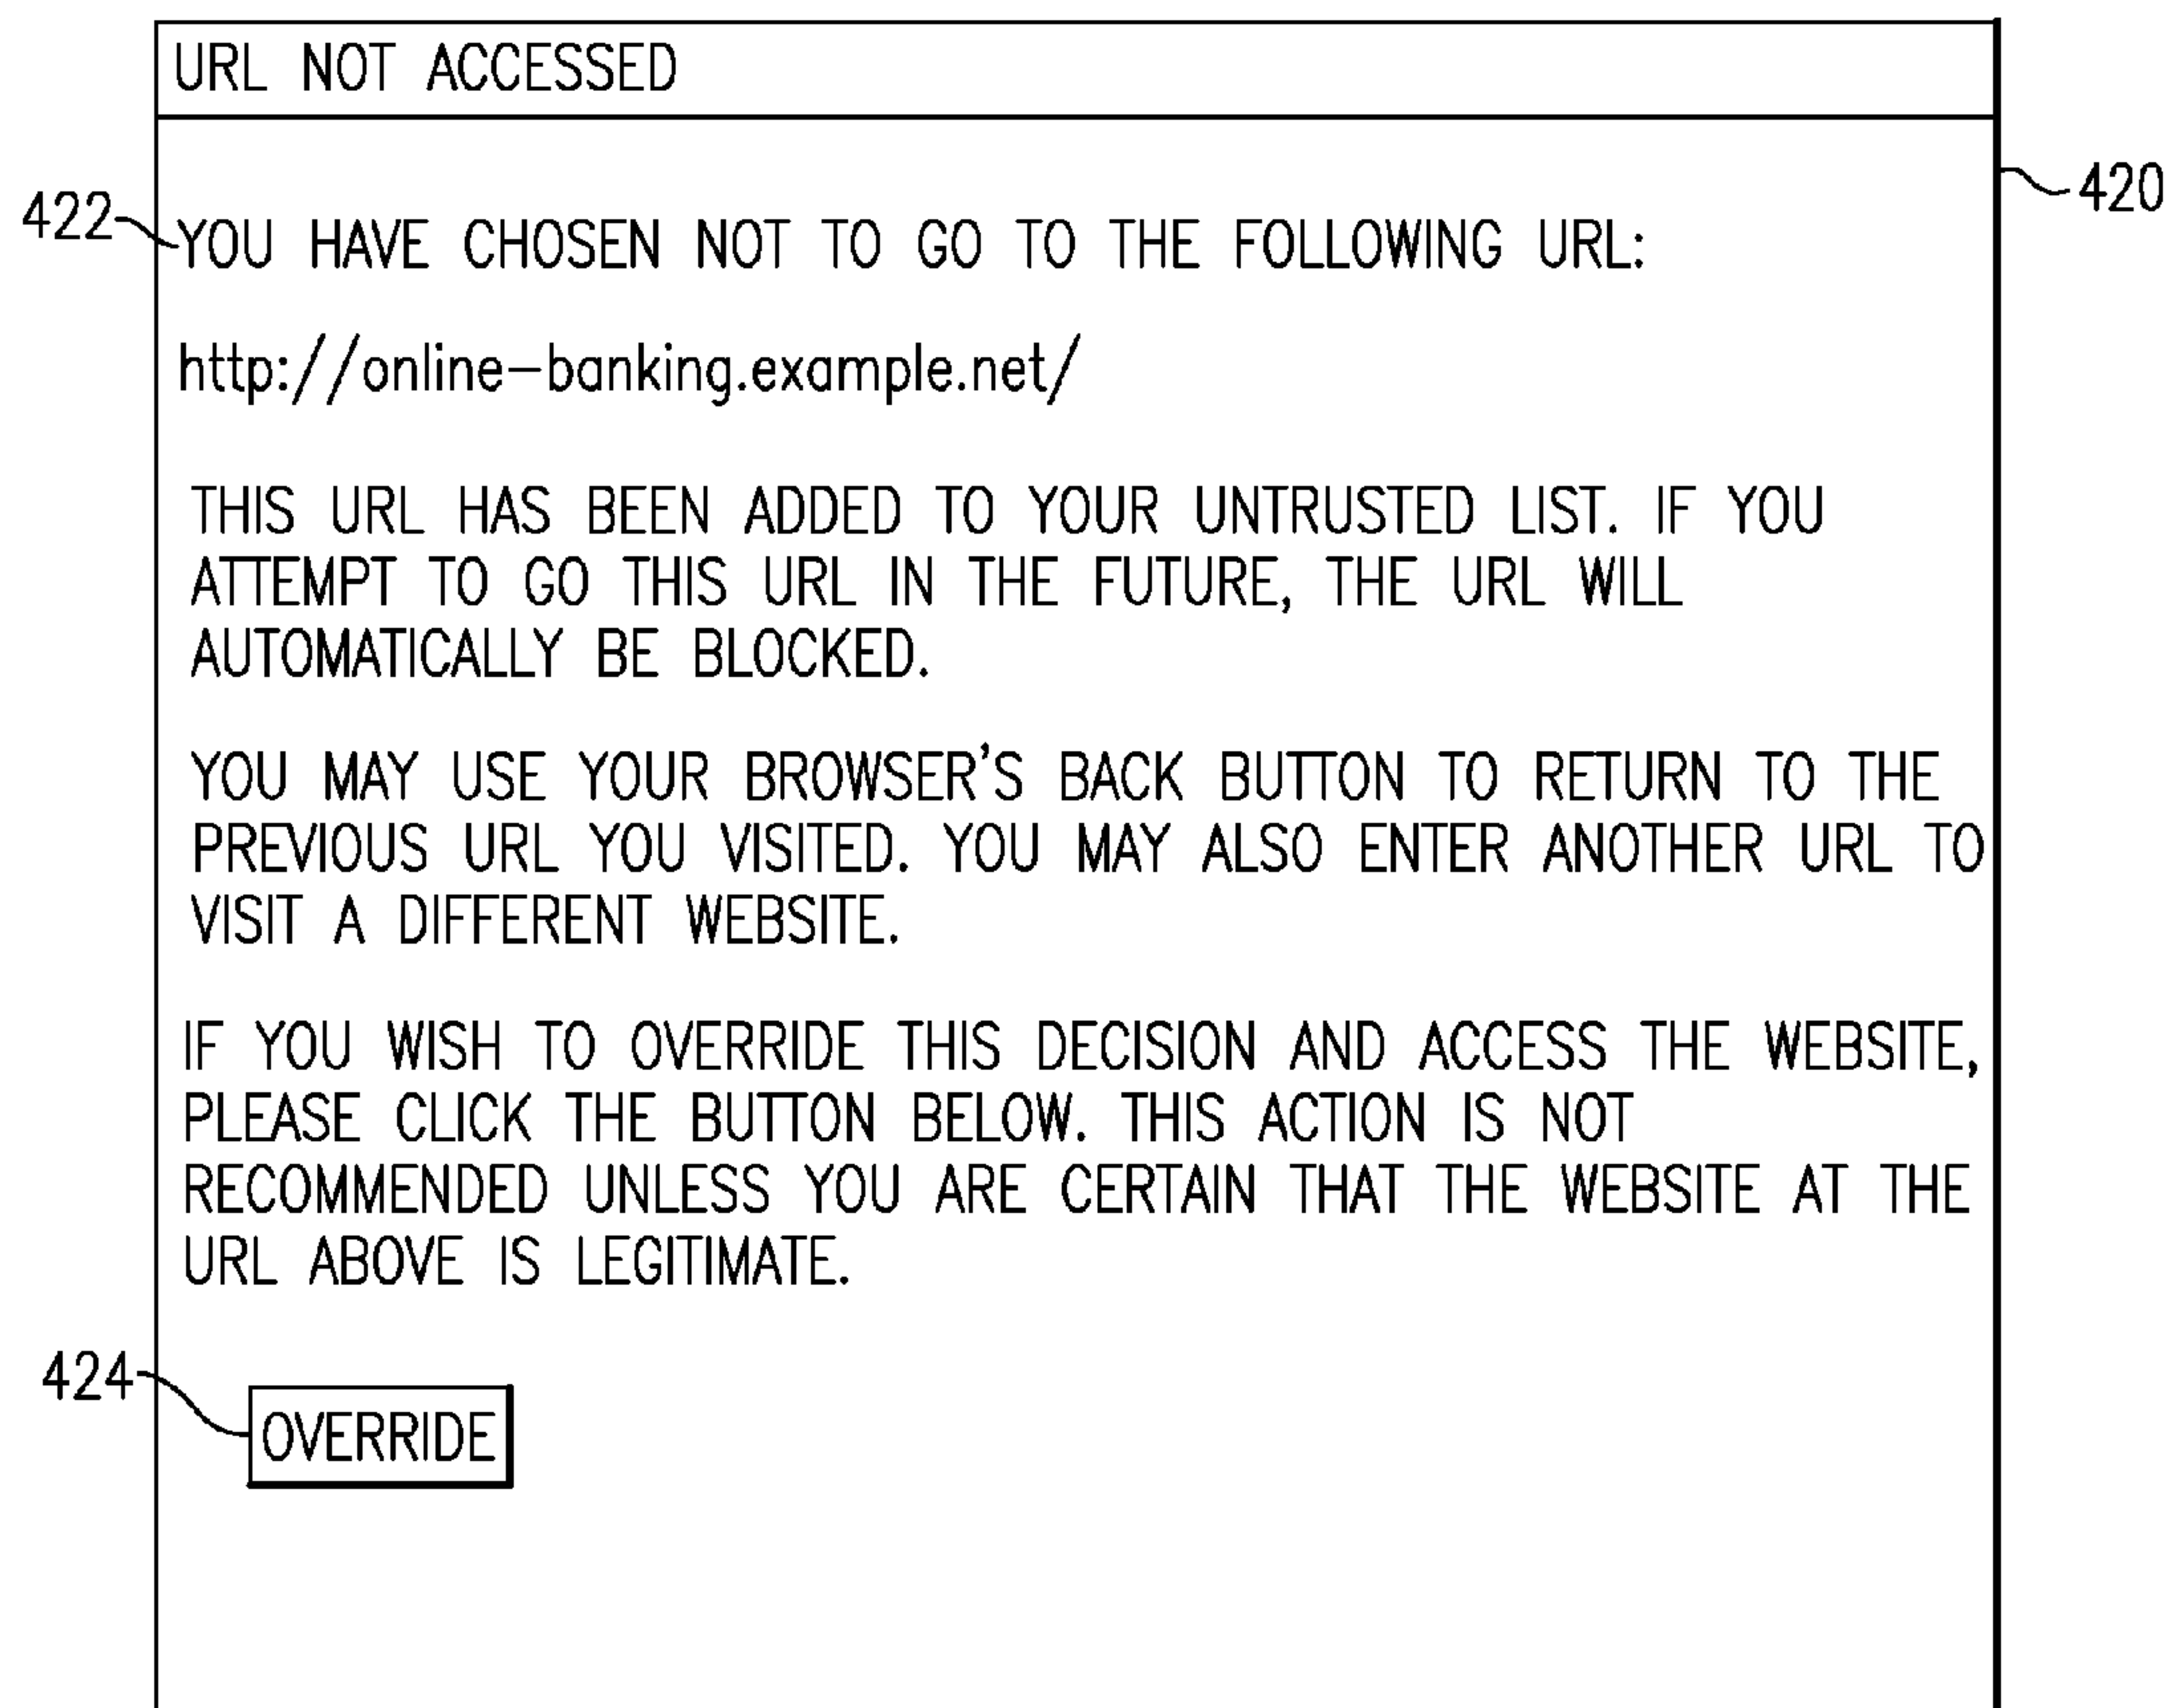 URL NOT ACCESSED
420
422
YOU HAVE CHOSEN NOT TO GO TO THE FOLLOWING URL:
http://online-banking.example.net/
THIS URL HAS BEEN ADDED TO YOUR UNTRUSTED LIST. IF YOU
ATTEMPT TO GO THIS URL IN THE FUTURE, THE URL WILL
AUTOMATICALLY BE BLOCKED.
YOU MAY USE YOUR BROWSER'S BACK BUTTON TO RETURN TO THE
PREVIOUS URL YOU VISITED. YOU MAY ALSO ENTER ANOTHER URL TO
VISIT A DIFFERENT WEBSITE.
IF YOU WISH TO OVERRIDE THIS DECISION AND ACCESS THE WEBSITE,
PLEASE CLICK THE BUTTON BELOW. THIS ACTION IS NOT
RECOMMENDED UNLESS YOU ARE CERTAIN THAT THE WEBSITE AT THE
URL ABOVE IS LEGITIMATE.
424
OVERRIDE